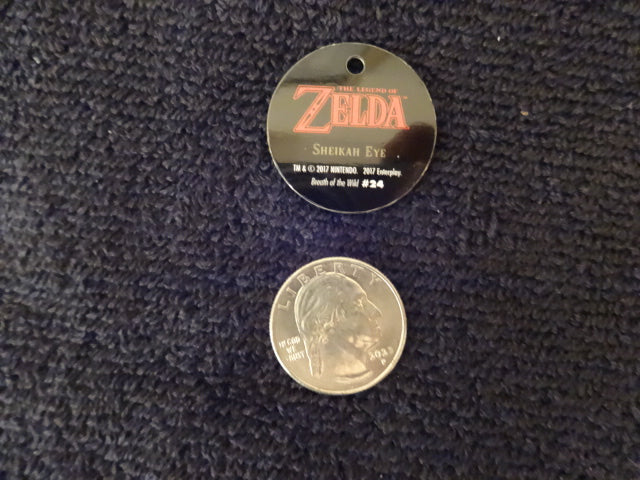 THE LEGEND OF
ZELDA™
SHEIKAH EYE
TM & © 2017 NINTENDO. 2017 Enterplay.
Breath of the Wild #24
LIBERTY
IN GOD
WE
TRUST
P